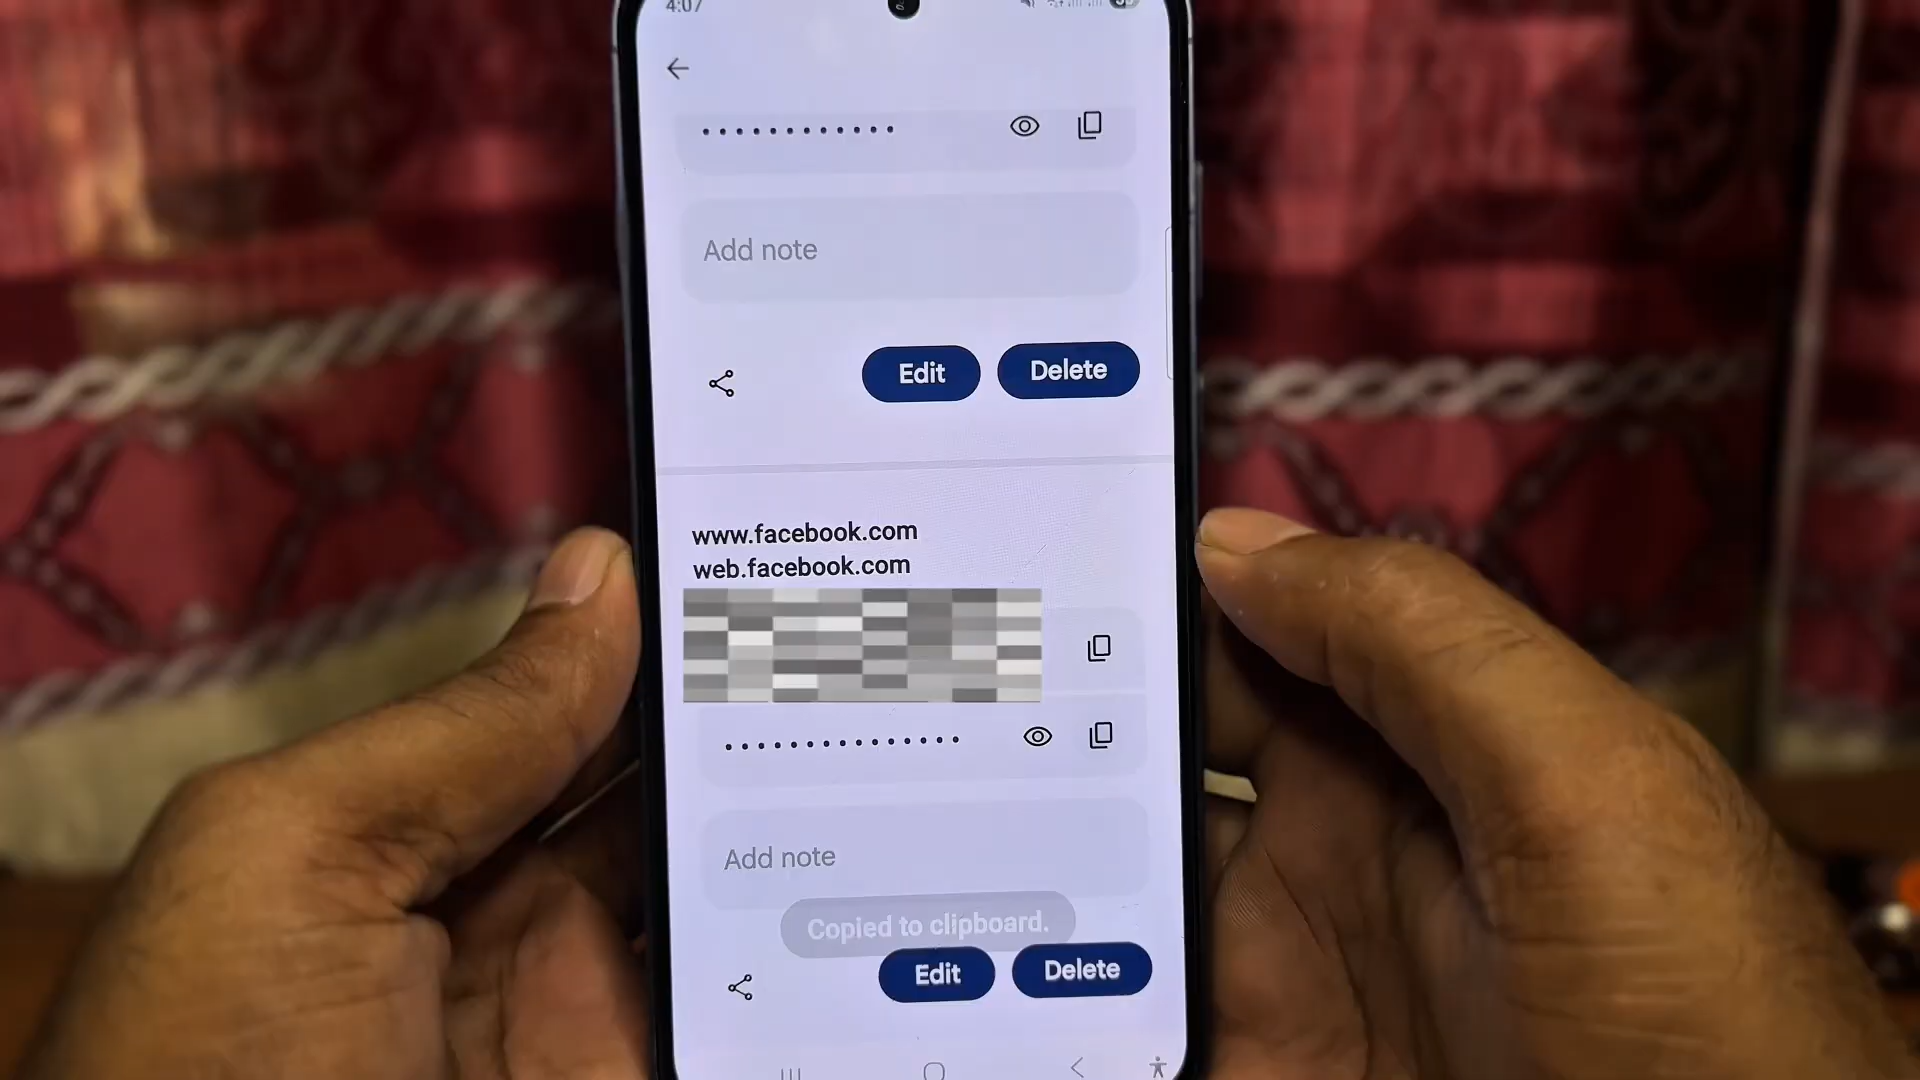 4:07
Add note
Edit
Delete
www.facebook.com
web.facebook.com
Add note
Copied to clipboard.
Edit
Delete